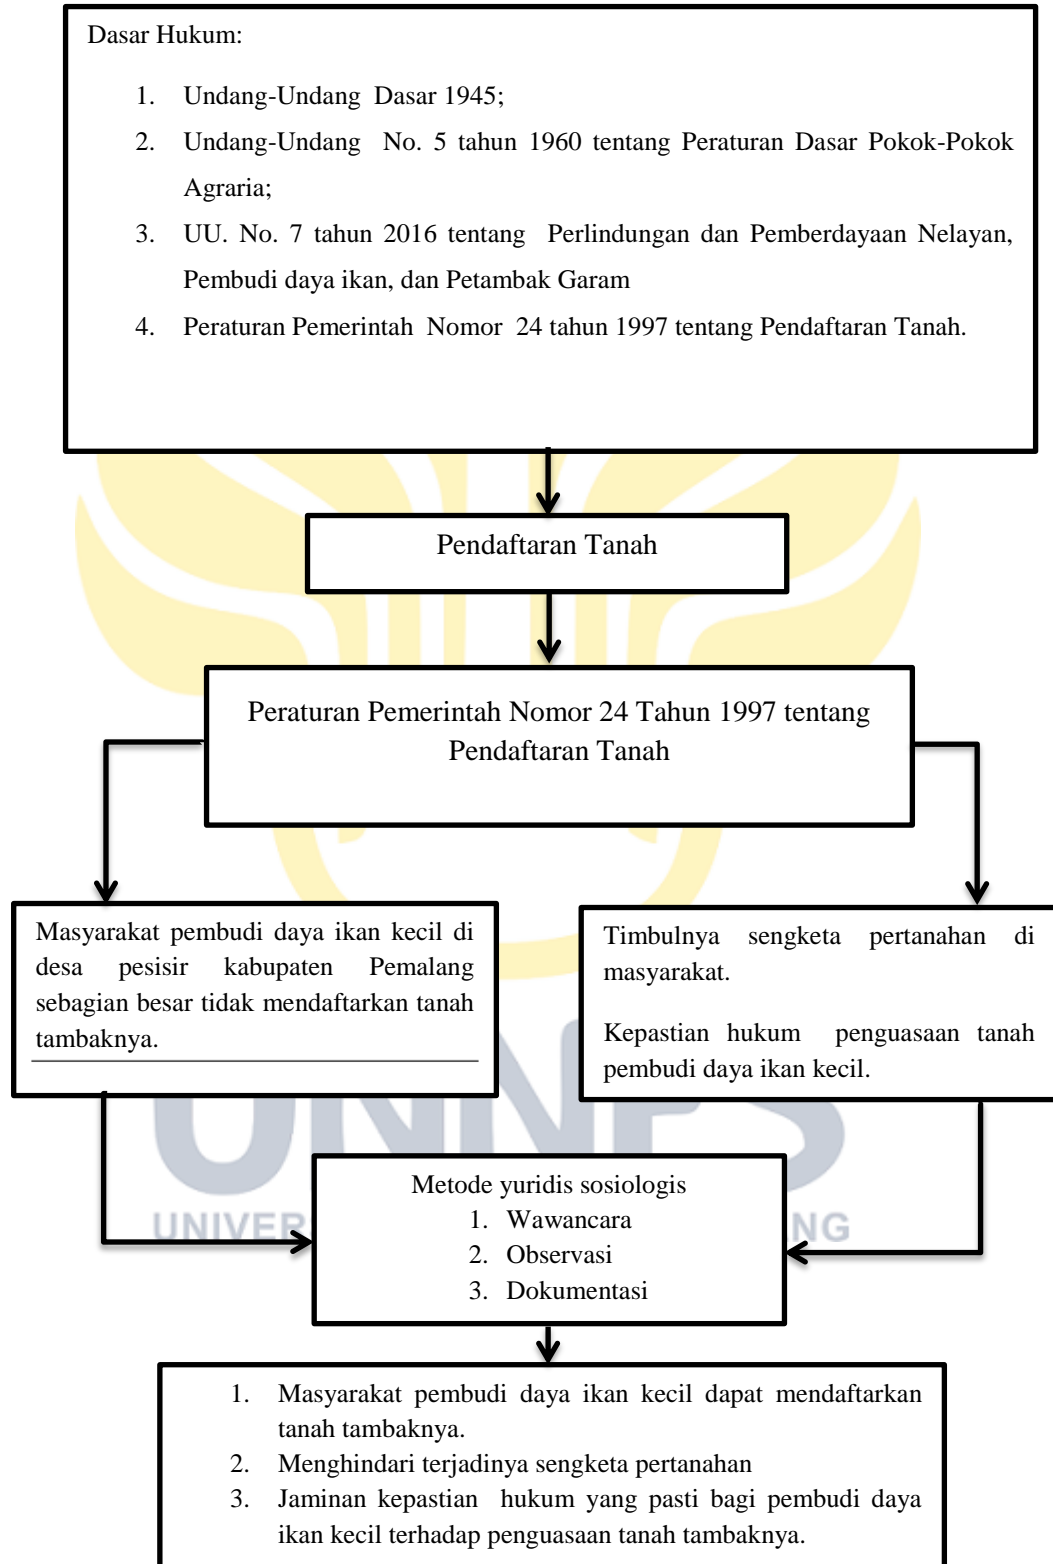 Dasar Hukum:
1. Undang-Undang Dasar 1945;
2. Undang-Undang No. 5 tahun 1960 tentang Peraturan Dasar Pokok-Pokok
Agraria;
3. UU. No. 7 tahun 2016 tentang Perlindungan dan Pemberdayaan Nelayan,
Pembudi daya ikan, dan Petambak Garam
4. Peraturan Pemerintah Nomor 24 tahun 1997 tentang Pendaftaran Tanah.
Pendaftaran Tanah
Peraturan Pemerintah Nomor 24 Tahun 1997 tentang
Pendaftaran Tanah
Masyarakat pembudi daya ikan kecil di
desa pesisir kabupaten Pemalang
sebagian besar tidak mendaftarkan tanah
tambaknya.
Timbulnya sengketa pertanahan di
masyarakat.
Kepastian hukum penguasaan tanah
pembudi daya ikan kecil.
UNNES
Metode yuridis sosiologis
1. Wawancara
2. Observasi
3. Dokumentasi
1. Masyarakat pembudi daya ikan kecil dapat mendaftarkan
tanah tambaknya.
2. Menghindari terjadinya sengketa pertanahan
3. Jaminan kepastian hukum yang pasti bagi pembudi daya
ikan kecil terhadap penguasaan tanah tambaknya.